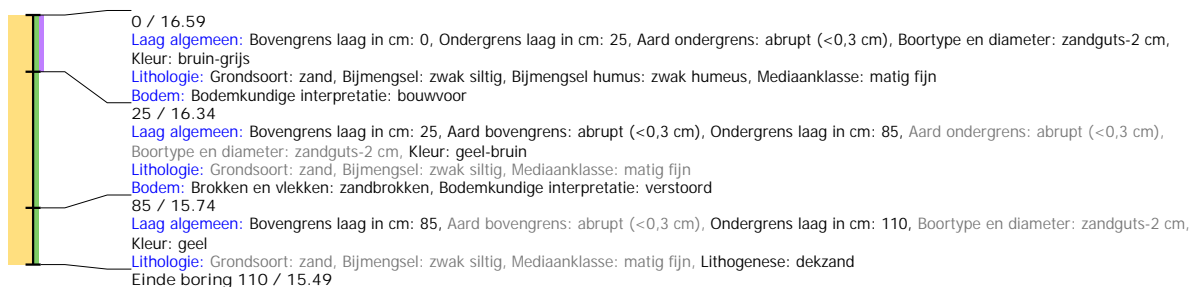 0 / 16.59
Laag algemeen: Bovengrens laag in cm: 0, Ondergrens laag in cm: 25, Aard ondergrens: abrupt (<0,3 cm), Boortype en diameter: zandguts-2 cm,
Kleur: bruin-grijs
Lithologie: Grondsoort: zand, Bijmengsel: zwak siltig, Bijmengsel humus: zwak humeus, Mediaanklasse: matig fijn
Bodem: Bodemkundige interpretatie: bouwvoor
25 / 16.34
Laag algemeen: Bovengrens laag in cm: 25, Aard bovengrens: abrupt (<0,3 cm), Ondergrens laag in cm: 85, Aard ondergrens: abrupt (<0,3 cm),
Boortype en diameter: zandguts-2 cm, Kleur: geel-bruin
Lithologie: Grondsoort: zand, Bijmengsel: zwak siltig, Mediaanklasse: matig fijn
Bodem: Brokken en vlekken: zandbrokken, Bodemkundige interpretatie: verstoord
85 / 15.74
Laag algemeen: Bovengrens laag in cm: 85, Aard bovengrens: abrupt (<0,3 cm), Ondergrens laag in cm: 110, Boortype en diameter: zandguts-2 cm,
Kleur: geel
Lithologie: Grondsoort: zand, Bijmengsel: zwak siltig, Mediaanklasse: matig fijn, Lithogenese: dekzand
Einde boring 110 / 15.49